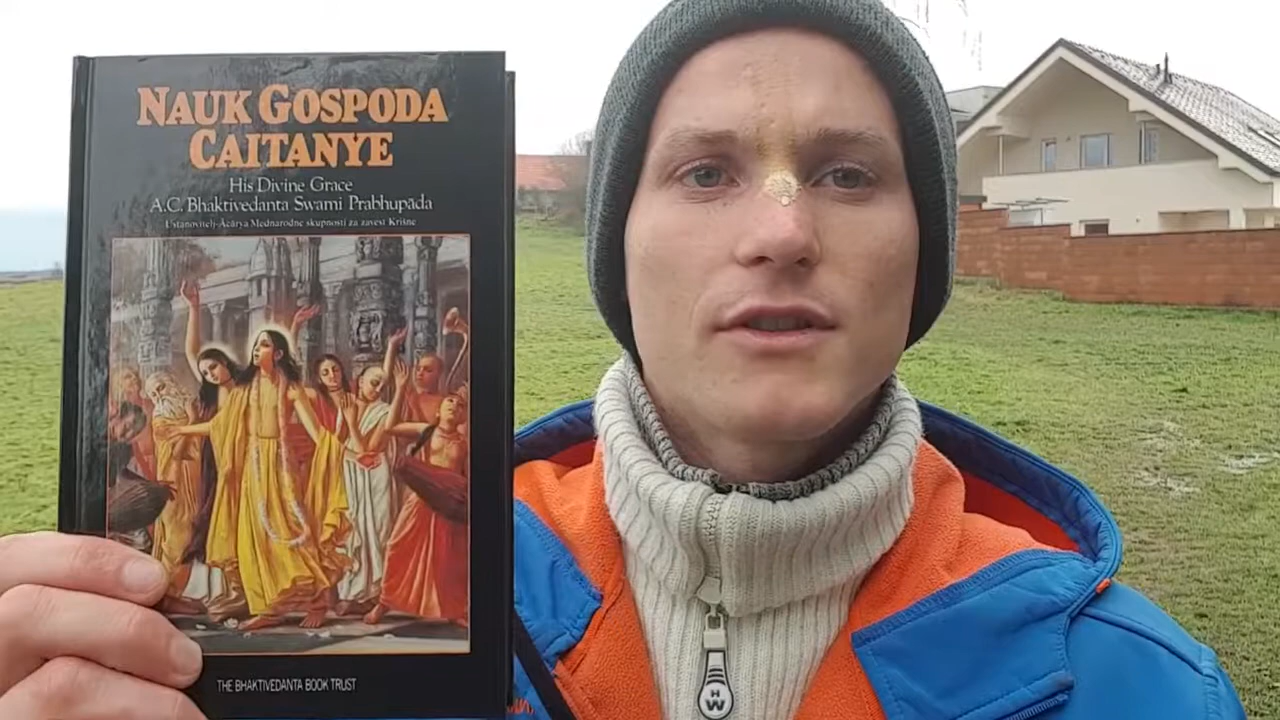 NAUK GOSPODA
CAITANYE
His Divine Grace
A.C. Bhaktivedanta Swami Prabhupāda
Ustanovitelj-Ācārya Mednarodne skupnosti za zavest Krišne
THE BHAKTIVEDANTA BOOK TRUST
HW